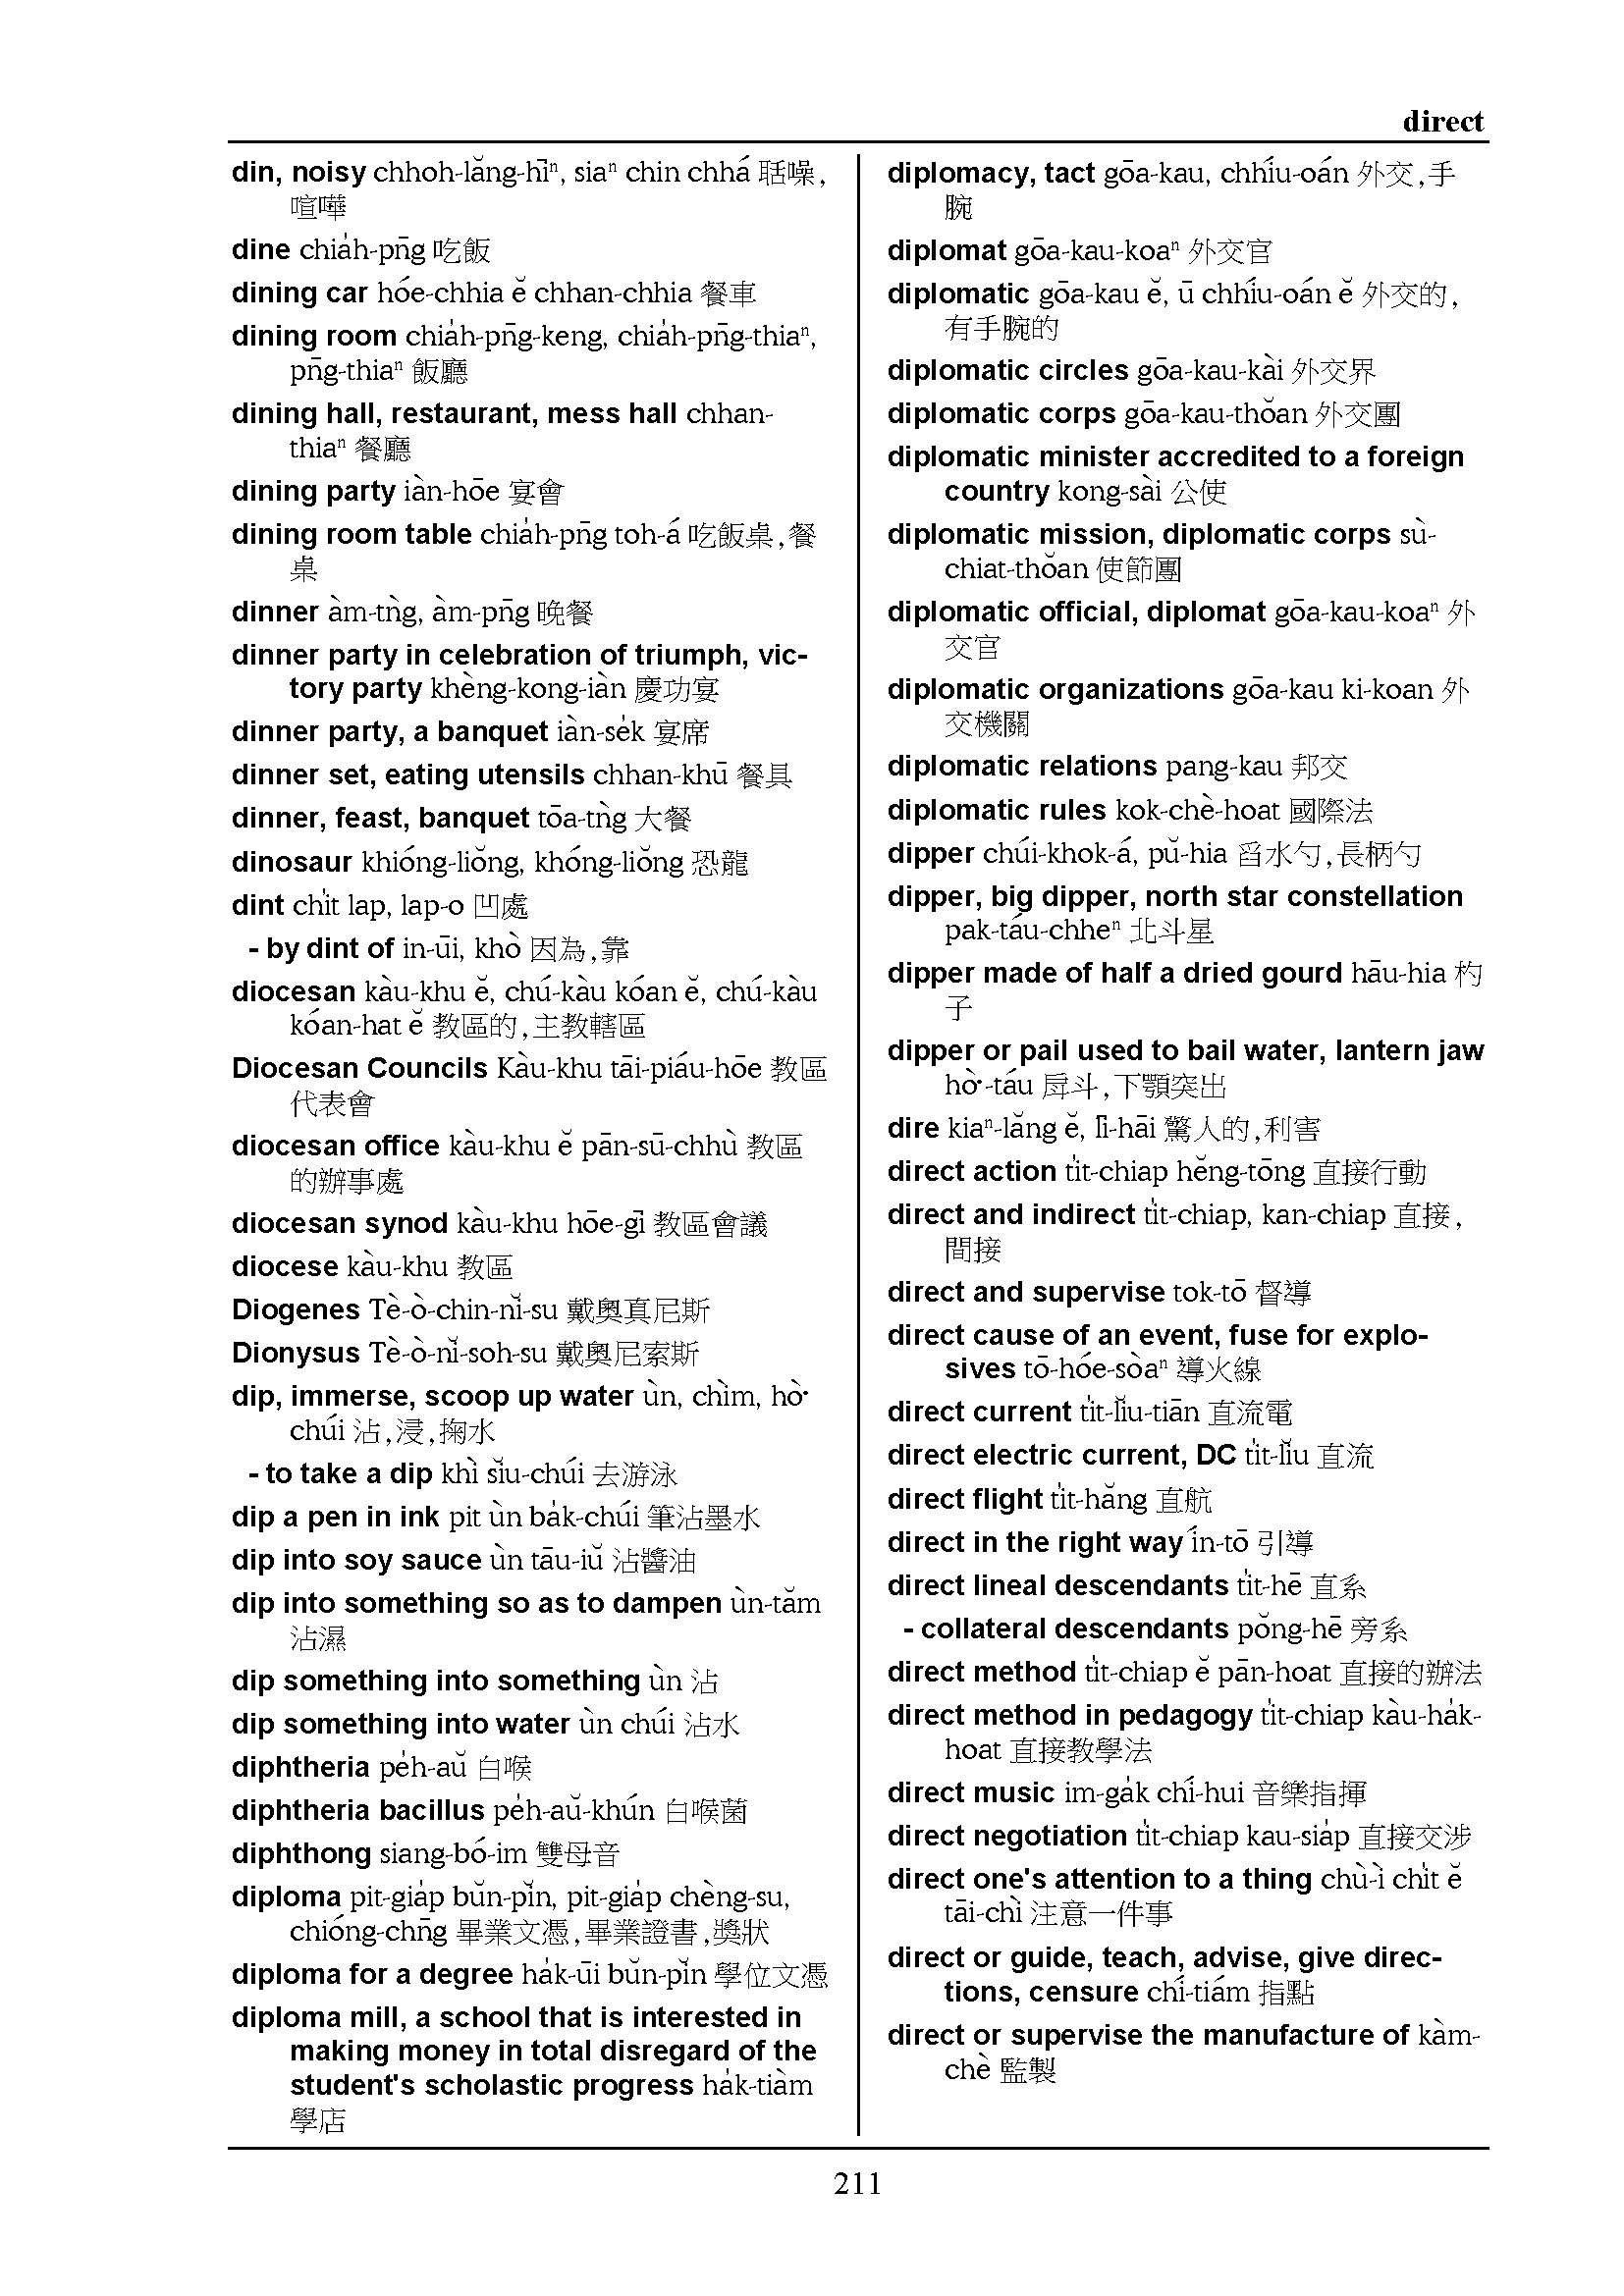 direct
din, noisy chhoh-lăng-hīⁿ, siaⁿ chin chhá 聒噪,
喧嘩
dine chia̍h-pn̄g 吃飯
dining car hóe-chhia ĕ chhan-chhia 餐車
dining room chia̍h-pn̄g-keng, chia̍h-pn̄g-thiaⁿ,
pn̄g-thiaⁿ 飯廳
dining hall, restaurant, mess hall chhan-
thiaⁿ 餐廳
dining party iàn-hōe 宴會
dining room table chia̍h-pn̄g toh-á 吃飯桌,餐
桌
dinner àm-tǹg, àm-pn̄g 晚餐
dinner party in celebration of triumph, vic-
tory party khèng-kong-iàn 慶功宴
dinner party, a banquet iàn-se̍k 宴席
dinner set, eating utensils chhan-khū 餐具
dinner, feast, banquet tōa-tǹg 大餐
dinosaur khióng-liŏng, khóng-liŏng 恐龍
dint chi̍t lap, lap-o 凹處
- by dint of in-ūi, khò 因為,靠
diocesan kàu-khu ĕ, chú-kàu kóan ĕ, chú-kàu
kóan-hat ĕ 教區的,主教轄區
Diocesan Councils Kàu-khu tāi-piáu-hōe 教區
代表會
diocesan office kàu-khu ĕ pān-sū-chhù 教區
的辦事處
diocesan synod kàu-khu hōe-gī 教區會議
diocese kàu-khu 教區
Diogenes Tè-ò-chin-nĭ-su 戴奧真尼斯
Dionysus Tè-ò-nĭ-soh-su 戴奧尼索斯
dip, immerse, scoop up water ùn, chìm, hò͘
chúi 沾,浸,掬水
- to take a dip khì sĭu-chúi 去游泳
dip a pen in ink pit ùn ba̍k-chúi 筆沾墨水
dip into soy sauce ùn tāu-iŭ 沾醬油
dip into something so as to dampen ùn-tăm
沾濕
dip something into something ùn 沾
dip something into water ùn chúi 沾水
diphtheria pe̍h-aŭ 白喉
diphtheria bacillus pe̍h-aŭ-khún 白喉菌
diphthong siang-bó-im 雙母音
diploma pit-gia̍p bŭn-pĭn, pit-gia̍p chèng-su,
chióng-chn̄g 畢業文憑,畢業證書,獎狀
diploma for a degree ha̍k-ūi bŭn-pĭn 學位文憑
diploma mill, a school that is interested in
making money in total disregard of the
student's scholastic progress ha̍k-tiàm
學店
diplomacy, tact gōa-kau, chhíu-oán 外交,手
腕
diplomat gōa-kau-koaⁿ 外交官
diplomatic gōa-kau ĕ, ū chhíu-oán ĕ 外交的,
有手腕的
diplomatic circles gōa-kau-kài 外交界
diplomatic corps gōa-kau-thŏan 外交團
diplomatic minister accredited to a foreign
country kong-sài 公使
diplomatic mission, diplomatic corps sù-
chiat-thŏan 使節團
diplomatic official, diplomat gōa-kau-koaⁿ 外
交官
diplomatic organizations gōa-kau ki-koan 外
交機關
diplomatic relations pang-kau 邦交
diplomatic rules kok-chè-hoat 國際法
dipper chúi-khok-á, pŭ-hia 舀水勺,長柄勺
dipper, big dipper, north star constellation
pak-táu-chheⁿ 北斗星
dipper made of half a dried gourd hāu-hia 杓
子
dipper or pail used to bail water, lantern jaw
hò͘-táu 戽斗,下顎突出
dire kiaⁿ-lăng ĕ, lī-hāi 驚人的,利害
direct action ti̍t-chiap hĕng-tōng 直接行動
direct and indirect ti̍t-chiap, kan-chiap 直接,
間接
direct and supervise tok-tō 督導
direct cause of an event, fuse for explo-
sives tō-hóe-sòaⁿ 導火線
direct current ti̍t-lĭu-tiān 直流電
direct electric current, DC ti̍t-lĭu 直流
direct flight ti̍t-hăng 直航
direct in the right way ín-tō 引導
direct lineal descendants ti̍t-hē 直系
- collateral descendants pŏng-hē 旁系
direct method ti̍t-chiap ĕ pān-hoat 直接的辦法
direct method in pedagogy ti̍t-chiap kàu-ha̍k-
hoat 直接教學法
direct music im-ga̍k chí-hui 音樂指揮
direct negotiation ti̍t-chiap kau-sia̍p 直接交涉
direct one's attention to a thing chù-ì chi̍t ĕ
tāi-chì 注意一件事
direct or guide, teach, advise, give direc-
tions, censure chí-tiám 指點
direct or supervise the manufacture of kàm-
chè 監製
211